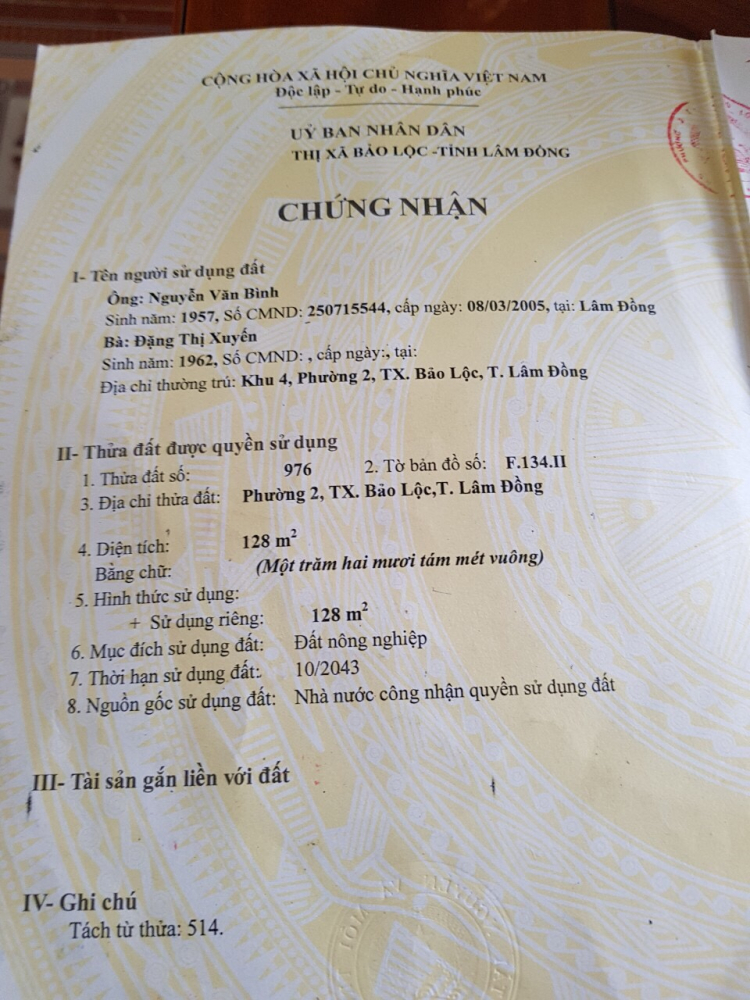 CỘNG HÒA XÃ HỘI CHỦ NGHĨA VIỆT NAM
Độc lập - Tự do - Hạnh phúc
UỶ BAN NHÂN DÂN
THỊ XÃ BẢO LỘC -TỈNH LÂM ĐỒNG
CHỨNG NHẬN
I- Tên người sử dụng đất
Ông: Nguyễn Văn Bình
Sinh năm: 1957, Số CMND: 250715544, cấp ngày: 08/03/2005, tại: Lâm Đồng
Bà: Đặng Thị Xuyến
Sinh năm: 1962, Số CMND: , cấp ngày:, tại:
Địa chỉ thường trú: Khu 4, Phường 2, TX. Bảo Lộc, T. Lâm Đồng
II- Thửa đất được quyền sử dụng
1. Thửa đất số: 976 2. Tờ bản đồ số: F.134.II
3. Địa chỉ thửa đất: Phường 2, TX. Bảo Lộc,T. Lâm Đồng
4. Diện tích: 128 m²
Bằng chữ: (Một trăm hai mươi tám mét vuông)
5. Hình thức sử dụng:
+ Sử dụng riêng: 128 m²
6. Mục đích sử dụng đất: Đất nông nghiệp
7. Thời hạn sử dụng đất: 10/2043
8. Nguồn gốc sử dụng đất: Nhà nước công nhận quyền sử dụng đất
III- Tài sản gắn liền với đất
IV- Ghi chú
Tách từ thửa: 514.